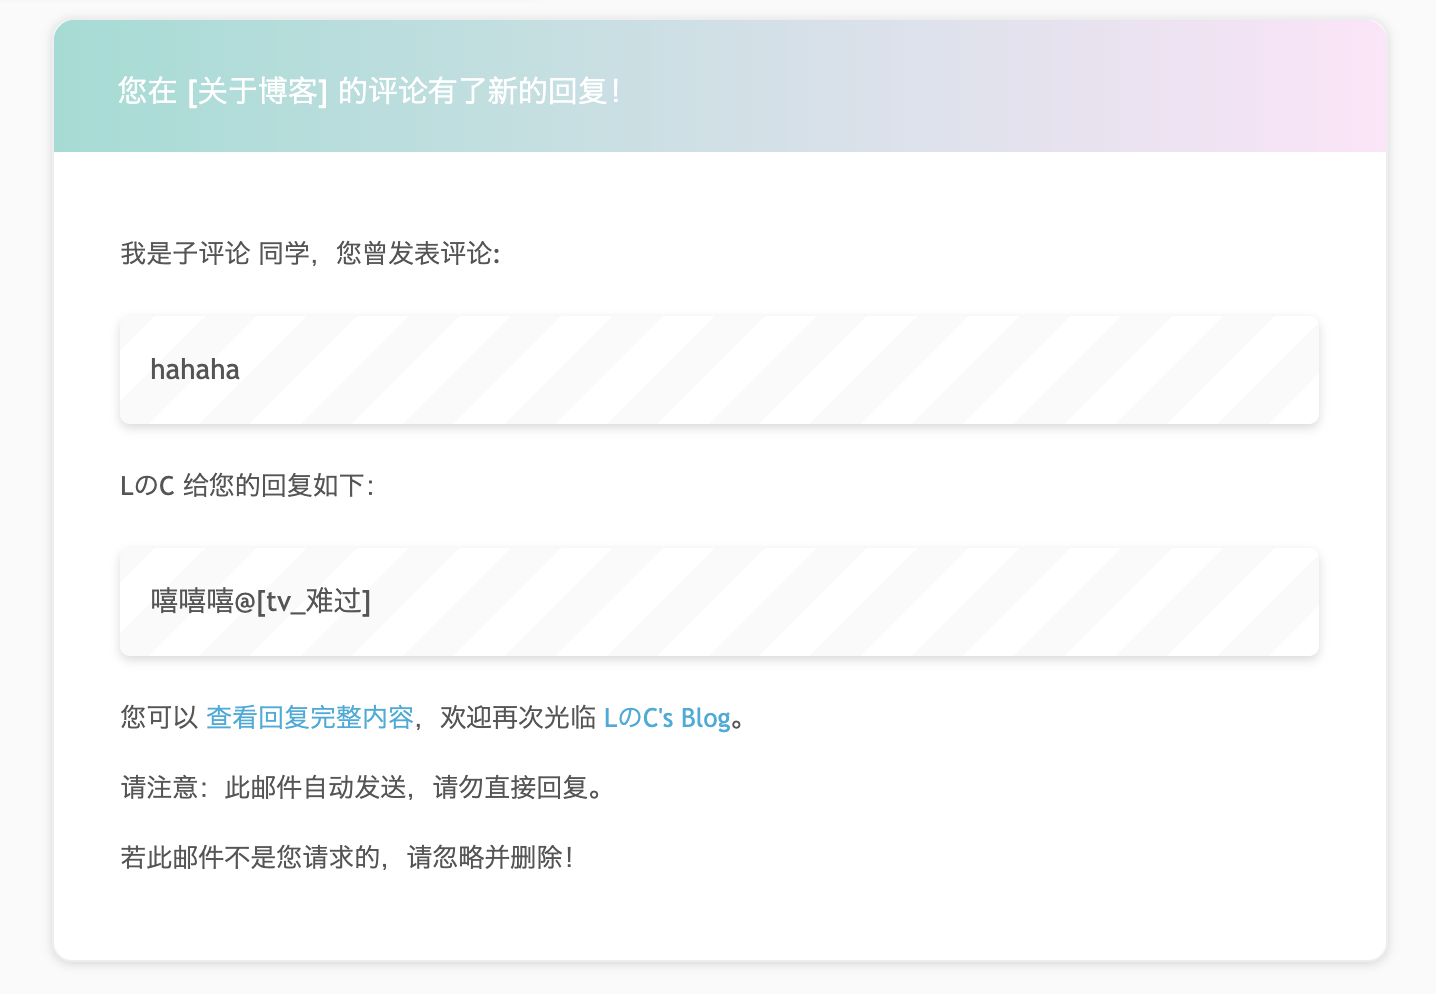 您在 [关于博客] 的评论有了新的回复！
我是子评论 同学，您曾发表评论:
hahaha
LのC 给您的回复如下：
嘻嘻嘻@[tv_难过]
您可以 查看回复完整内容，欢迎再次光临 LのC's Blog。
请注意：此邮件自动发送，请勿直接回复。
若此邮件不是您请求的，请忽略并删除！